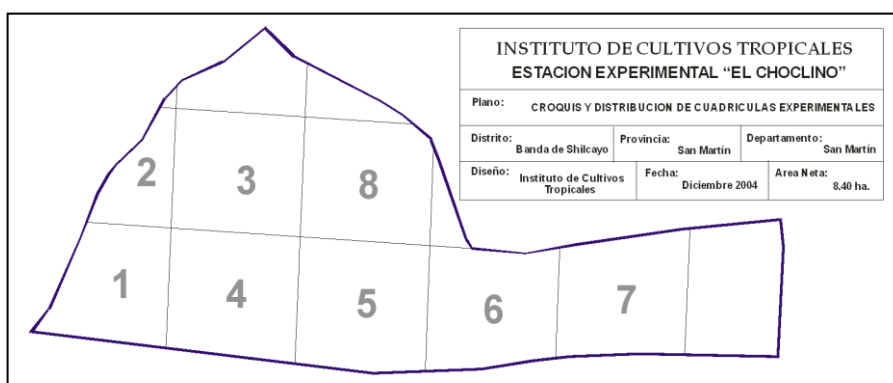 INSTITUTO DE CULTIVOS TROPICALES
ESTACION EXPERIMENTAL “EL CHOCLINO”
Plano: CROQUIS Y DISTRIBUCION DE CUADRICULAS EXPERIMENTALES
Distrito: Banda de Shilcayo Provincia: San Martin Departamento: San Martin
Diseño: Instituto de Cultivos Tropicales Fecha: Diciembre 2004 Area Neta: 8.40 ha.
2 3 8
1 4 5 6 7